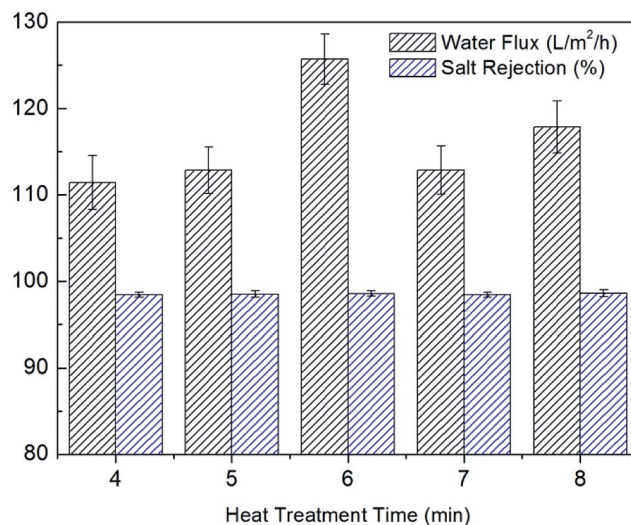 130
120
110
100
90
80
Water Flux (L/m²/h)
Salt Rejection (%)
4 5 6 7 8
Heat Treatment Time (min)